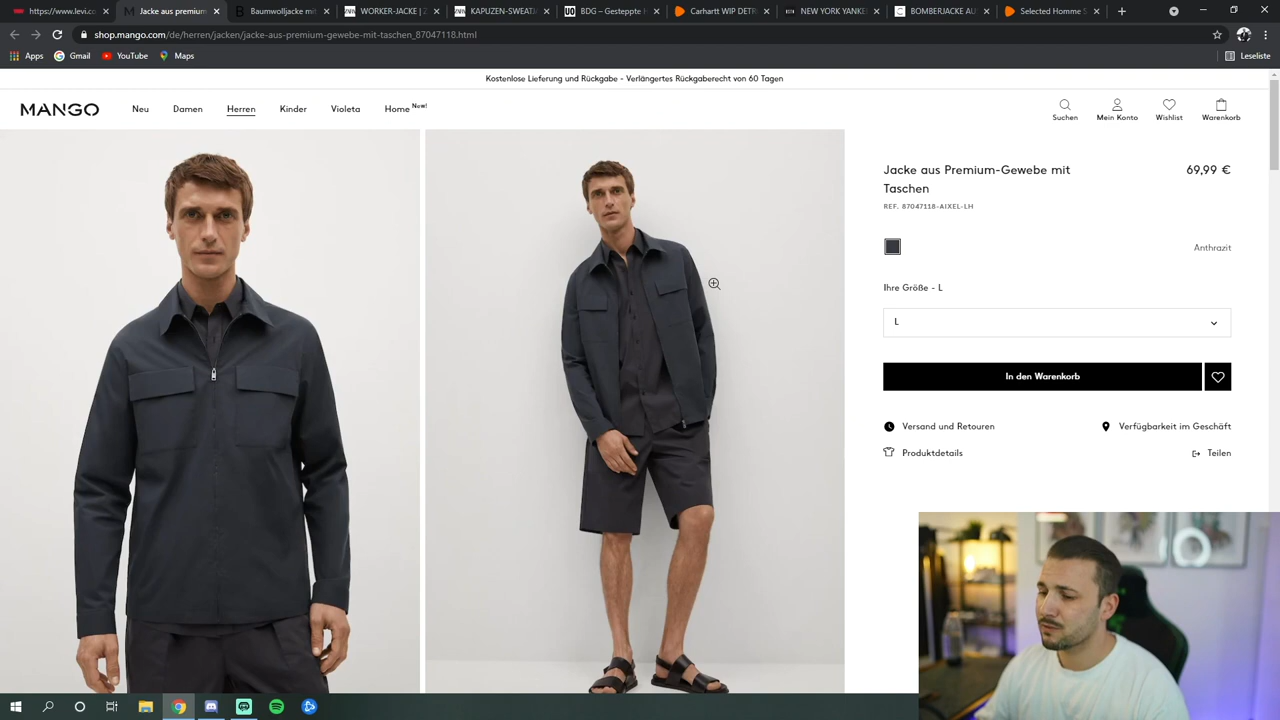 https://www.levi.co
Jacke aus premium
Baumwolljacke mit
WORKER-JACKE | Z
KAPUZEN-SWEATJA
BDG – Gesteppte
Carhartt WIP DETR
NEW YORK YANKE
BOMBERJACKE AU
Selected Homme S
shop.mango.com/de/herren/jacken/jacke-aus-premium-gewebe-mit-taschen_87047118.html
Apps
Gmail
YouTube
Maps
Leseliste
Kostenlose Lieferung und Rückgabe - Verlängertes Rückgaberecht von 60 Tagen
MANGO
Neu
Damen
Herren
Kinder
Violeta
Home New!
Suchen
Mein Konto
Wishlist
Warenkorb
Jacke aus Premium-Gewebe mit
Taschen
69,99 €
REF. 87047118-AIXEL-LH
Anthrazit
Ihre Größe - L
L
In den Warenkorb
Versand und Retouren
Verfügbarkeit im Geschäft
Produktdetails
Teilen